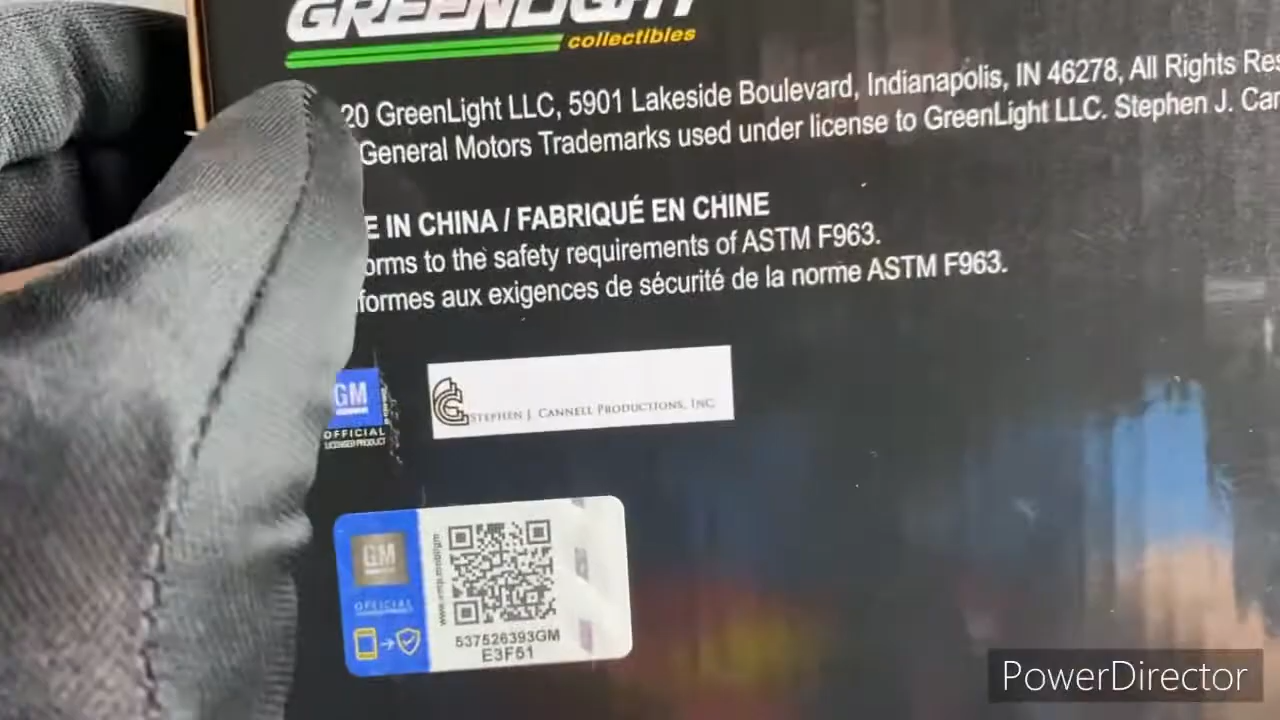 GREENLIGHT
collectibles
20 GreenLight LLC, 5901 Lakeside Boulevard, Indianapolis, IN 46278, All Rights Res
General Motors Trademarks used under license to GreenLight LLC. Stephen J. Can
E IN CHINA / FABRIQUÉ EN CHINE
orms to the safety requirements of ASTM F963.
formes aux exigences de sécurité de la norme ASTM F963.
GM
OFFICIAL
LICENSED PRODUCT
STEPHEN J. CANNELL PRODUCTIONS, INC.
GM
OFFICIAL
537526393GM
E3F51
PowerDirector